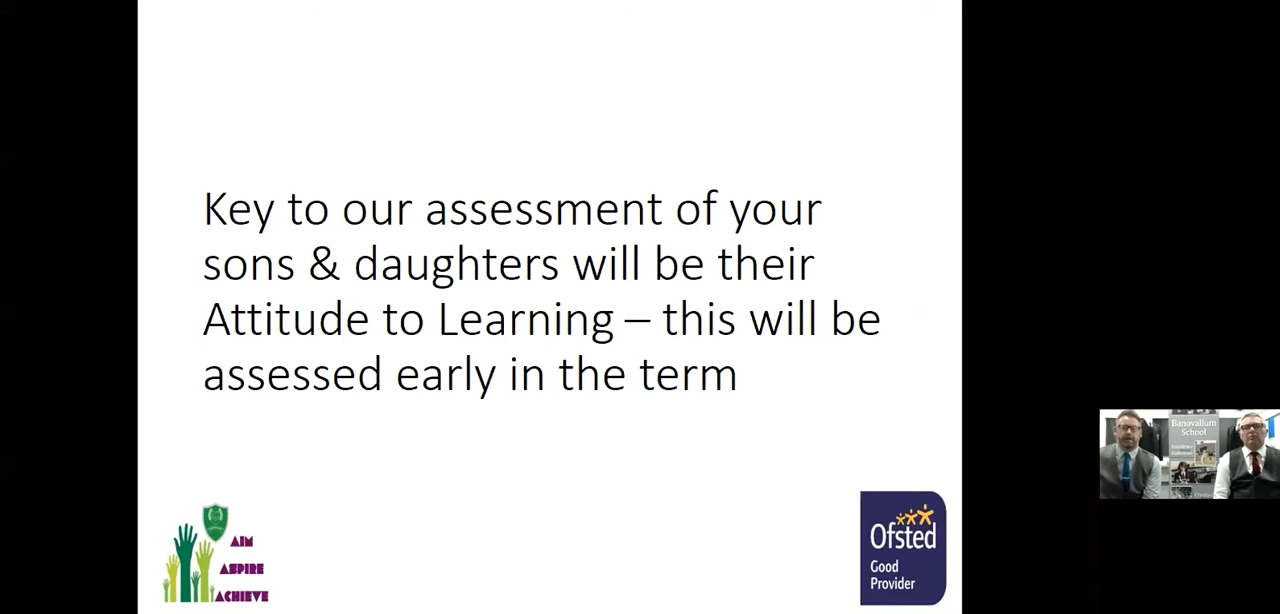 Key to our assessment of your
sons & daughters will be their
Attitude to Learning – this will be
assessed early in the term
AIM
ASPIRE
ACHIEVE
Ofsted
Good
Provider
Banovallum
School